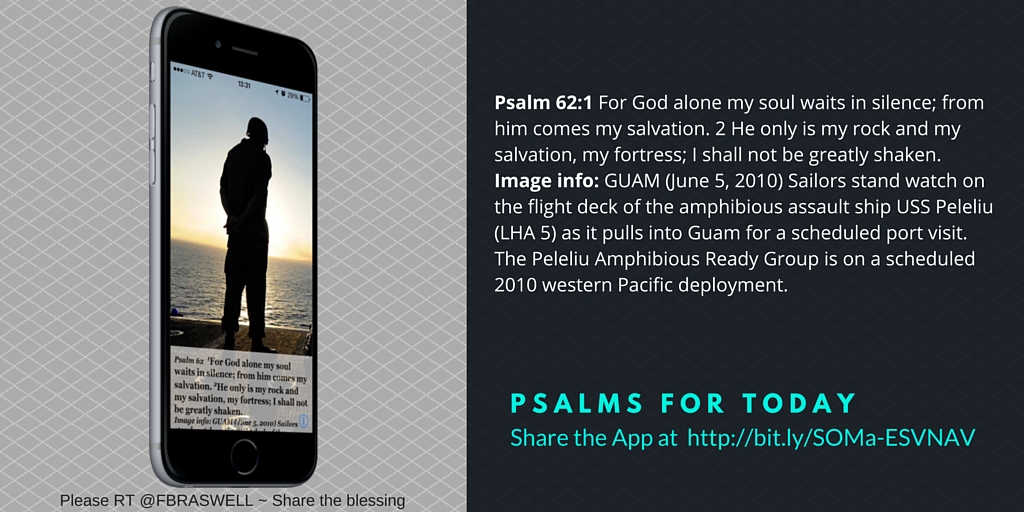 AT&T
13:31
29%
Psalm 62 ¹For God alone my soul
waits in silence; from him comes my
salvation. ²He only is my rock and
my salvation, my fortress; I shall not
be greatly shaken.
Image info: GUAM (June 5, 2010) Sailors
Please RT @FBRASWELL ~ Share the blessing
Psalm 62:1 For God alone my soul waits in silence; from
him comes my salvation. 2 He only is my rock and my
salvation, my fortress; I shall not be greatly shaken.
Image info: GUAM (June 5, 2010) Sailors stand watch on
the flight deck of the amphibious assault ship USS Peleliu
(LHA 5) as it pulls into Guam for a scheduled port visit.
The Peleliu Amphibious Ready Group is on a scheduled
2010 western Pacific deployment.
PSALMS FOR TODAY
Share the App at http://bit.ly/SOMa-ESVNAV